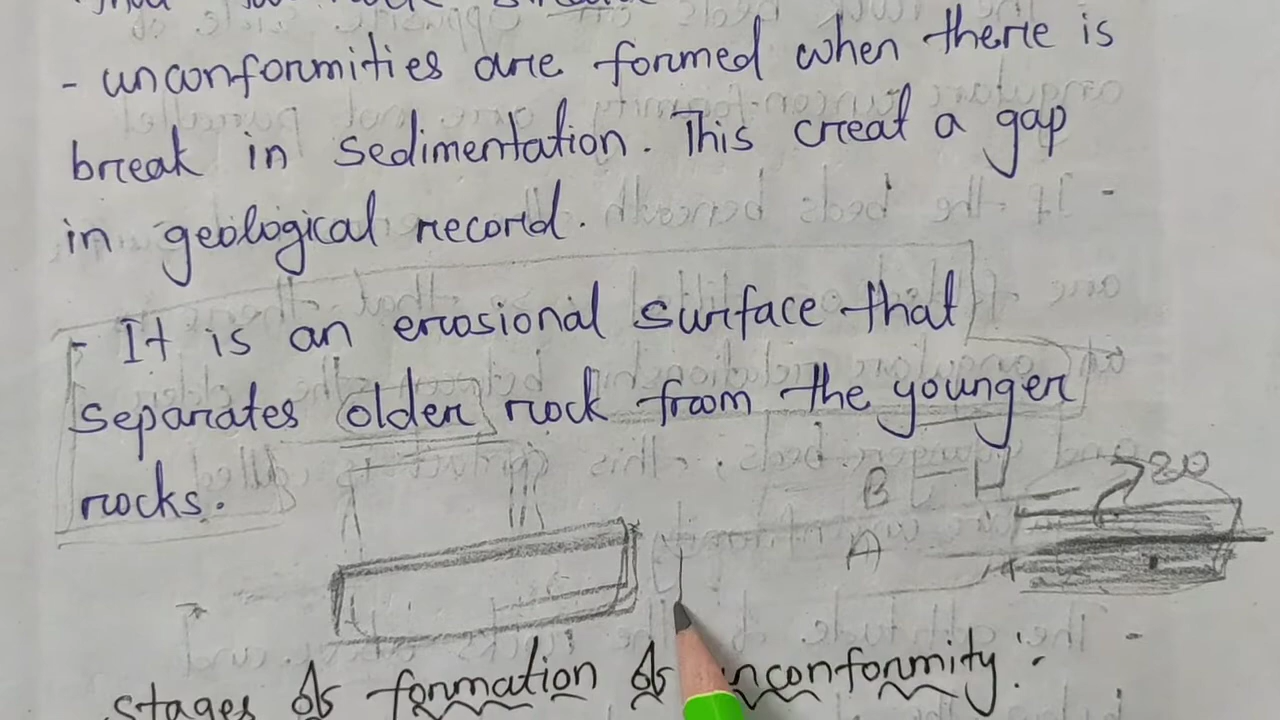 - unconformities are formed when there is
break in sedimentation. This creat a gap
in geological record.
- It is an erosional surface that
separates older rock from the younger
rocks.
B
A
stages of formation of unconformity :